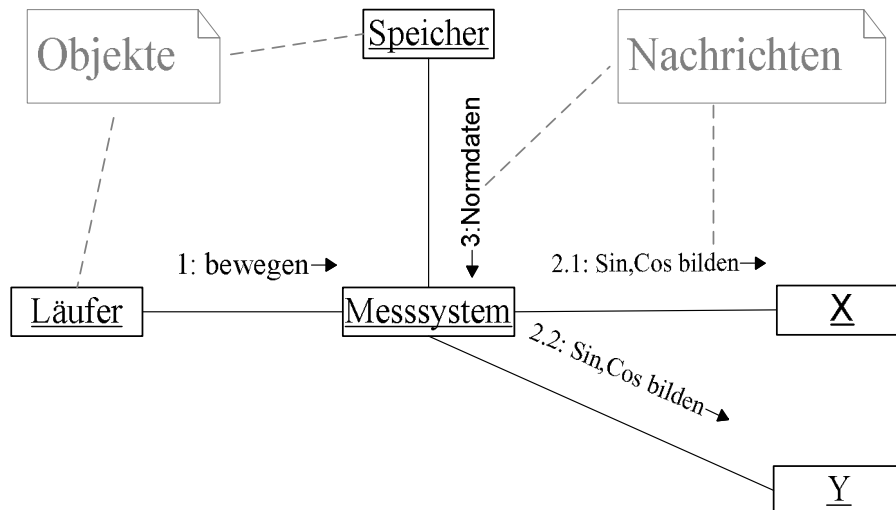 Objekte
Speicher
Nachrichten
3:Normdaten
1: bewegen
2.1: Sin,Cos bilden
Läufer
Messsystem
X
2.2: Sin,Cos bilden
Y